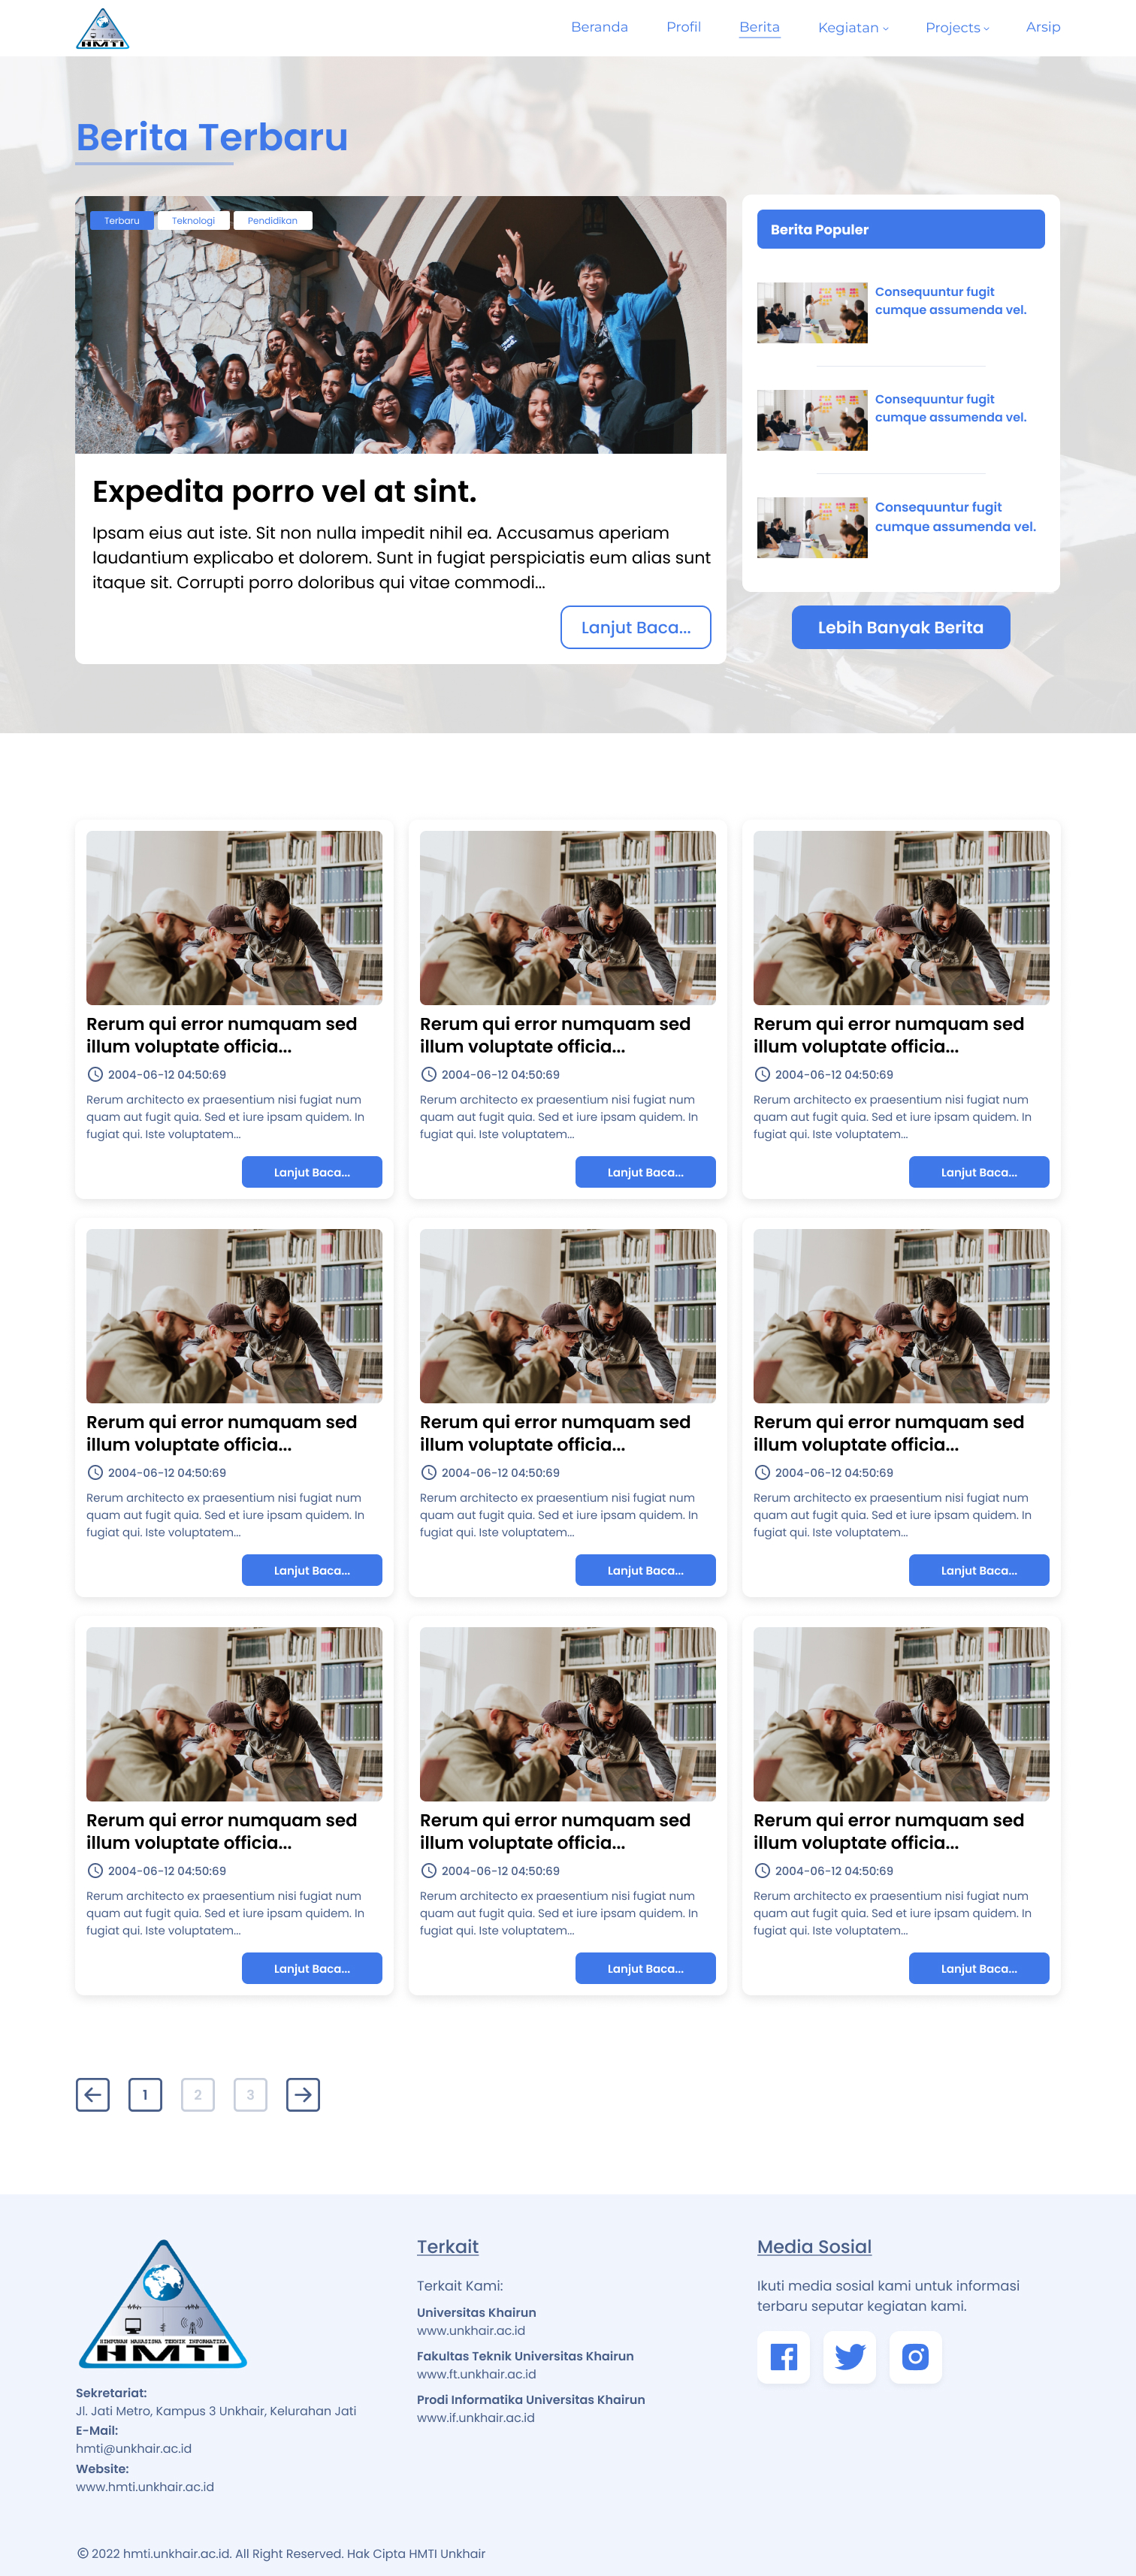 HMTI
Beranda
Profil
Berita
Kegiatan
Projects
Arsip
Berita Terbaru
Terbaru
Teknologi
Pendidikan
Expedita porro vel at sint.
Ipsam eius aut iste. Sit non nulla impedit nihil ea. Accusamus aperiam
laudantium explicabo et dolorem. Sunt in fugiat perspiciatis eum alias sunt
itaque sit. Corrupti porro doloribus qui vitae commodi...
Lanjut Baca...
Berita Populer
Consequuntur fugit
cumque assumenda vel.
Consequuntur fugit
cumque assumenda vel.
Consequuntur fugit
cumque assumenda vel.
Lebih Banyak Berita
Rerum qui error numquam sed
illum voluptate officia...
2004-06-12 04:50:69
Rerum architecto ex praesentium nisi fugiat num
quam aut fugit quia. Sed et iure ipsam quidem. In
fugiat qui. Iste voluptatem...
Lanjut Baca...
Rerum qui error numquam sed
illum voluptate officia...
2004-06-12 04:50:69
Rerum architecto ex praesentium nisi fugiat num
quam aut fugit quia. Sed et iure ipsam quidem. In
fugiat qui. Iste voluptatem...
Lanjut Baca...
Rerum qui error numquam sed
illum voluptate officia...
2004-06-12 04:50:69
Rerum architecto ex praesentium nisi fugiat num
quam aut fugit quia. Sed et iure ipsam quidem. In
fugiat qui. Iste voluptatem...
Lanjut Baca...
Rerum qui error numquam sed
illum voluptate officia...
2004-06-12 04:50:69
Rerum architecto ex praesentium nisi fugiat num
quam aut fugit quia. Sed et iure ipsam quidem. In
fugiat qui. Iste voluptatem...
Lanjut Baca...
Rerum qui error numquam sed
illum voluptate officia...
2004-06-12 04:50:69
Rerum architecto ex praesentium nisi fugiat num
quam aut fugit quia. Sed et iure ipsam quidem. In
fugiat qui. Iste voluptatem...
Lanjut Baca...
Rerum qui error numquam sed
illum voluptate officia...
2004-06-12 04:50:69
Rerum architecto ex praesentium nisi fugiat num
quam aut fugit quia. Sed et iure ipsam quidem. In
fugiat qui. Iste voluptatem...
Lanjut Baca...
Rerum qui error numquam sed
illum voluptate officia...
2004-06-12 04:50:69
Rerum architecto ex praesentium nisi fugiat num
quam aut fugit quia. Sed et iure ipsam quidem. In
fugiat qui. Iste voluptatem...
Lanjut Baca...
Rerum qui error numquam sed
illum voluptate officia...
2004-06-12 04:50:69
Rerum architecto ex praesentium nisi fugiat num
quam aut fugit quia. Sed et iure ipsam quidem. In
fugiat qui. Iste voluptatem...
Lanjut Baca...
Rerum qui error numquam sed
illum voluptate officia...
2004-06-12 04:50:69
Rerum architecto ex praesentium nisi fugiat num
quam aut fugit quia. Sed et iure ipsam quidem. In
fugiat qui. Iste voluptatem...
Lanjut Baca...
1
2
3
HIMPUNAN MAHASISWA TEKNIK INFORMATIKA
HMTI
Sekretariat:
Jl. Jati Metro, Kampus 3 Unkhair, Kelurahan Jati
E-Mail:
hmti@unkhair.ac.id
Website:
www.hmti.unkhair.ac.id
Terkait
Terkait Kami:
Universitas Khairun
www.unkhair.ac.id
Fakultas Teknik Universitas Khairun
www.ft.unkhair.ac.id
Prodi Informatika Universitas Khairun
www.if.unkhair.ac.id
Media Sosial
Ikuti media sosial kami untuk informasi
terbaru seputar kegiatan kami.
© 2022 hmti.unkhair.ac.id. All Right Reserved. Hak Cipta HMTI Unkhair